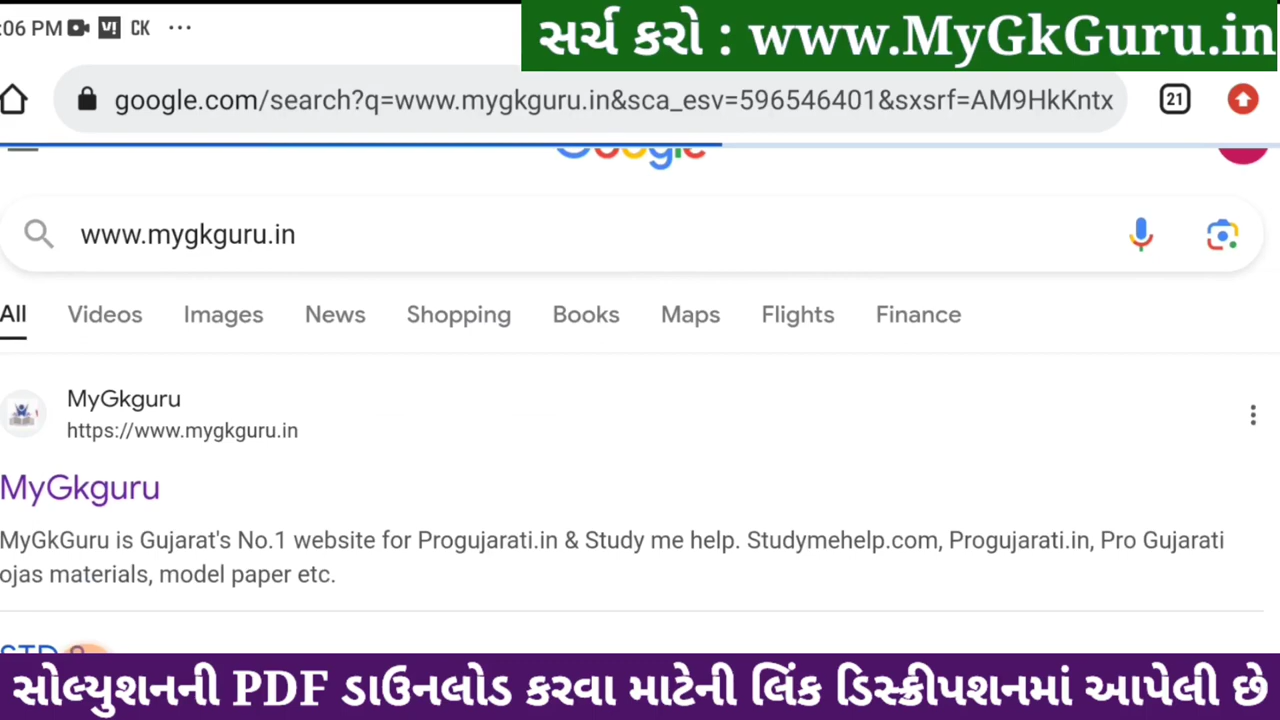 :06 PM V! CK ...
સર્ચ કરો : www.MyGkGuru.in
google.com/search?q=www.mygkguru.in&sca_esv=596546401&sxsrf=AM9HkKntx
21
Google
www.mygkguru.in
All Videos Images News Shopping Books Maps Flights Finance
MyGkguru
https://www.mygkguru.in
MyGkguru
MyGkGuru is Gujarat's No.1 website for Progujarati.in & Study me help. Studymehelp.com, Progujarati.in, Pro Gujarati
ojas materials, model paper etc.
સોલ્યુશનની PDF ડાઉનલોડ કરવા માટેની લિંક ડિસ્ક્રીપશનમાં આપેલી છે